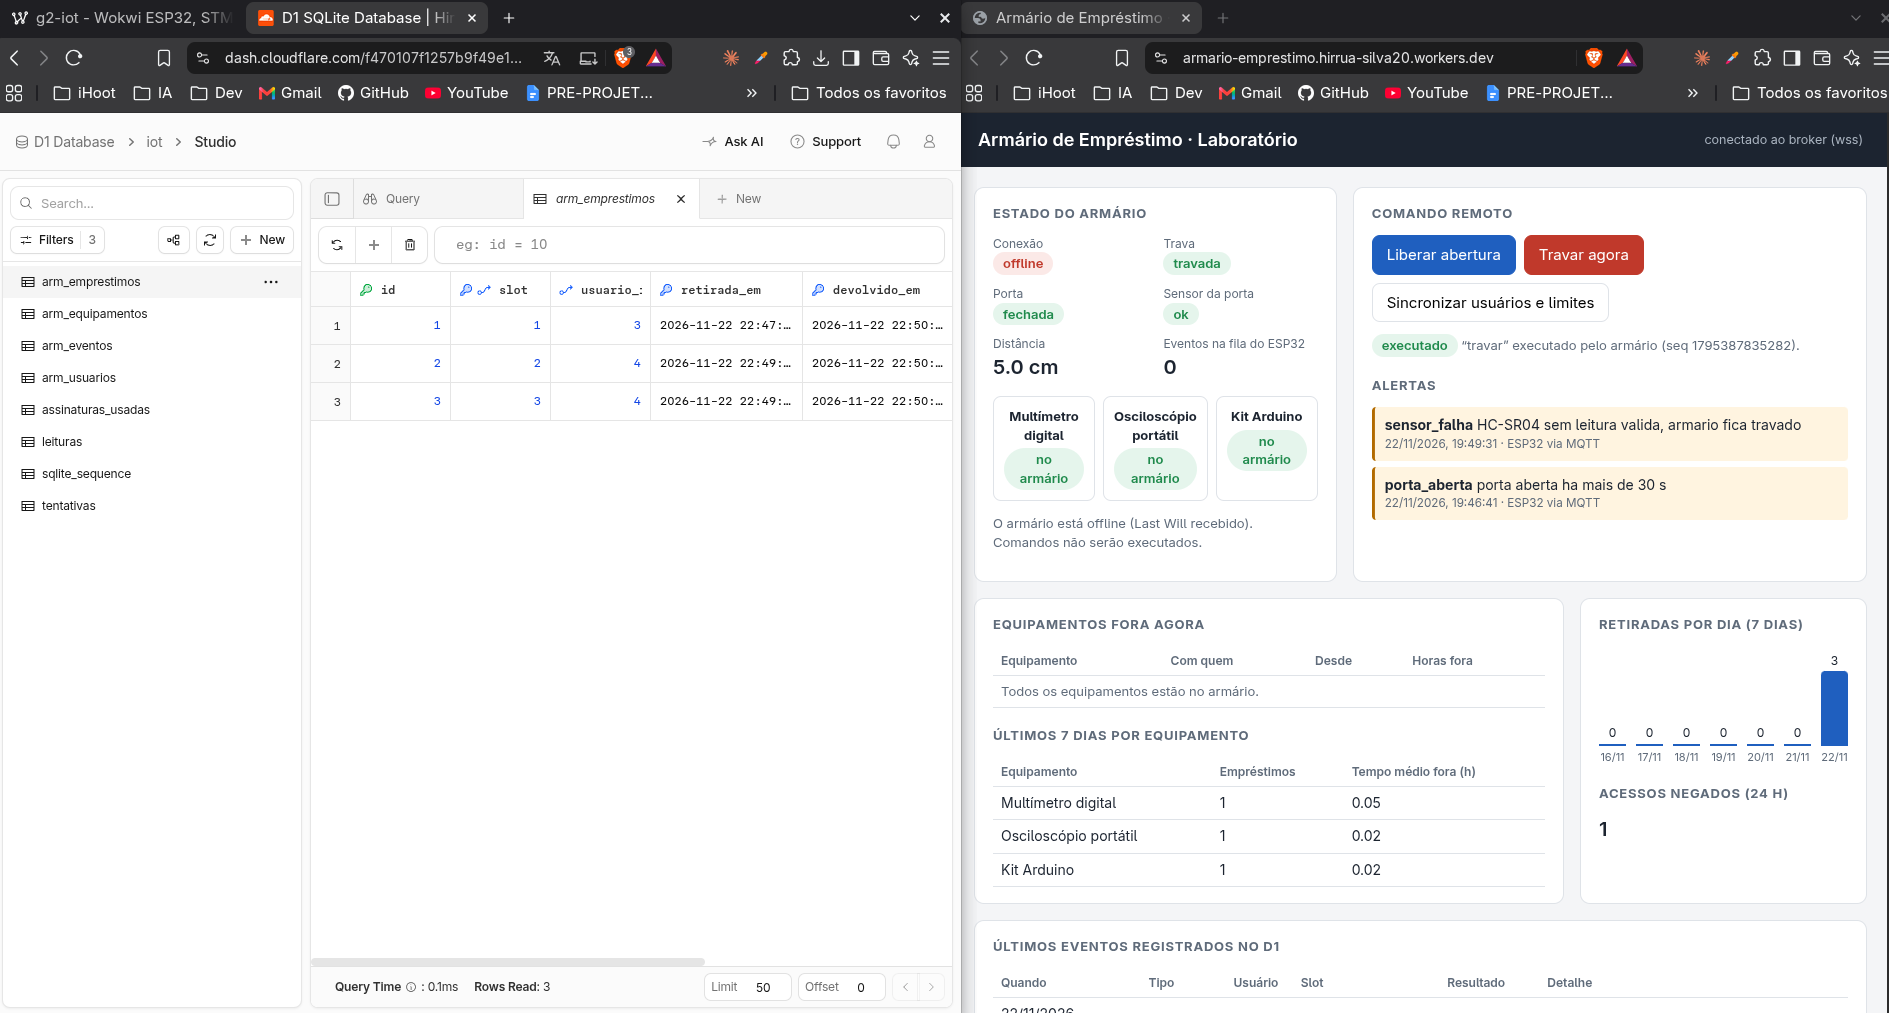 g2-iot - Wokwi ESP32, STM
D1 SQLite Database | Hir
dash.cloudflare.com/f470107f1257b9f49e1...
3
iHoot
IA
Dev
Gmail
GitHub
YouTube
PRE-PROJET...
»
Todos os favoritos
D1 Database
iot
Studio
Ask AI
Support
Search...
Filters
3
New
arm_emprestimos
arm_equipamentos
arm_eventos
arm_usuarios
assinaturas_usadas
leituras
sqlite_sequence
tentativas
Query
arm_emprestimos
New
eg: id = 10
id slot usuario_: retirada_em devolvido_em
1 1 1 3 2026-11-22 22:47:… 2026-11-22 22:50:…
2 2 2 4 2026-11-22 22:49:… 2026-11-22 22:50:…
3 3 3 4 2026-11-22 22:49:… 2026-11-22 22:50:…
Query Time : 0.1ms Rows Read: 3
Limit 50
Offset 0
Armário de Empréstimo
armario-emprestimo.hirrua-silva20.workers.dev
iHoot
IA
Dev
Gmail
GitHub
YouTube
PRE-PROJET...
»
Todos os favoritos
Armário de Empréstimo · Laboratório
conectado ao broker (wss)
ESTADO DO ARMÁRIO
Conexão
offline
Trava
travada
Porta
fechada
Sensor da porta
ok
Distância
5.0 cm
Eventos na fila do ESP32
0
Multímetro
digital
no
armário
Osciloscópio
portátil
no
armário
Kit Arduino
no
armário
O armário está offline (Last Will recebido).
Comandos não serão executados.
COMANDO REMOTO
Liberar abertura
Travar agora
Sincronizar usuários e limites
executado “travar” executado pelo armário (seq 1795387835282).
ALERTAS
sensor_falha HC-SR04 sem leitura valida, armario fica travado
22/11/2026, 19:49:31 · ESP32 via MQTT
porta_aberta porta aberta ha mais de 30 s
22/11/2026, 19:46:41 · ESP32 via MQTT
EQUIPAMENTOS FORA AGORA
Equipamento Com quem Desde Horas fora
Todos os equipamentos estão no armário.
ÚLTIMOS 7 DIAS POR EQUIPAMENTO
Equipamento Empréstimos Tempo médio fora (h)
Multímetro digital 1 0.05
Osciloscópio portátil 1 0.02
Kit Arduino 1 0.02
RETIRADAS POR DIA (7 DIAS)
3
0 0 0 0 0 0
16/11 17/11 18/11 19/11 20/11 21/11 22/11
ACESSOS NEGADOS (24 H)
1
ÚLTIMOS EVENTOS REGISTRADOS NO D1
Quando Tipo Usuário Slot Resultado Detalhe
22/11/2026